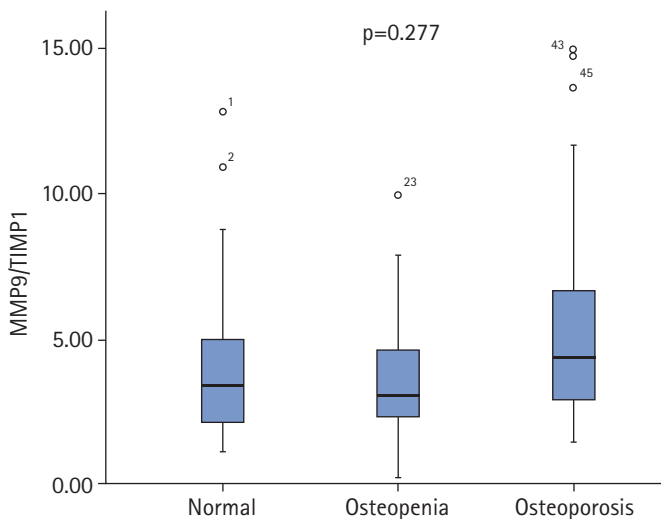 p=0.277
MMP9/TIMP1
15.00
10.00
5.00
0.00
1
2
23
43
45
Normal
Osteopenia
Osteoporosis